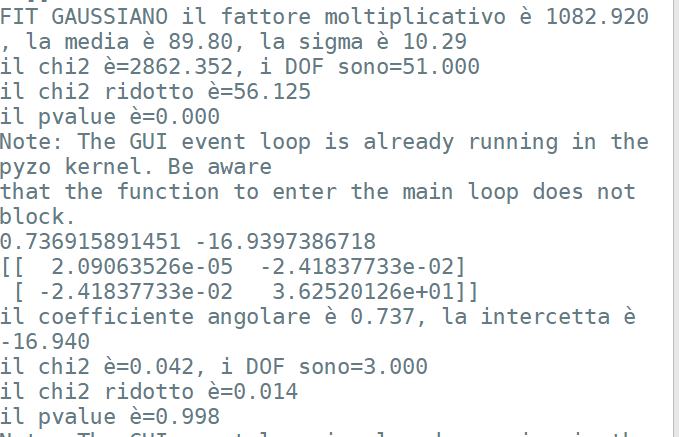 FIT GAUSSIANO il fattore moltiplicativo è 1082.920
, la media è 89.80, la sigma è 10.29
il chi2 è=2862.352, i DOF sono=51.000
il chi2 ridotto è=56.125
il pvalue è=0.000
Note: The GUI event loop is already running in the
pyzo kernel. Be aware
that the function to enter the main loop does not
block.
0.736915891451 -16.9397386718
[[  2.09063526e-05  -2.41837733e-02]
 [ -2.41837733e-02   3.62520126e+01]]
il coefficiente angolare è 0.737, la intercetta è
-16.940
il chi2 è=0.042, i DOF sono=3.000
il chi2 ridotto è=0.014
il pvalue è=0.998